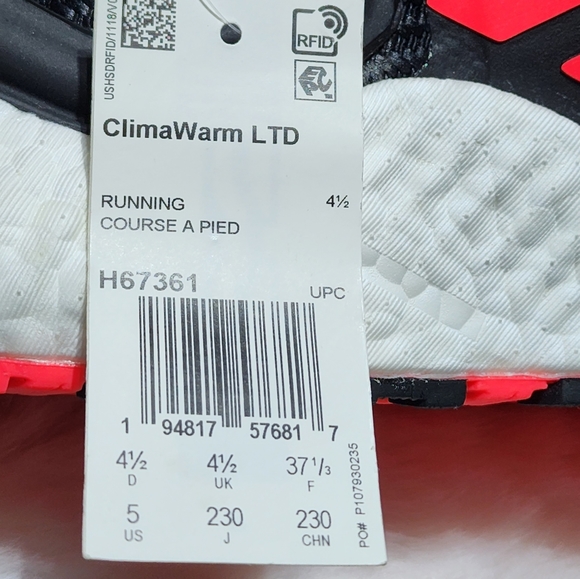 USHSDRFID/1118/V0
RFID
ClimaWarm LTD
RUNNING 4½
COURSE A PIED
H67361 UPC
1 94817 57681 7
4½ 4½ 37 1/3
D UK F
5 230 230
US J CHN
PO# P107930235